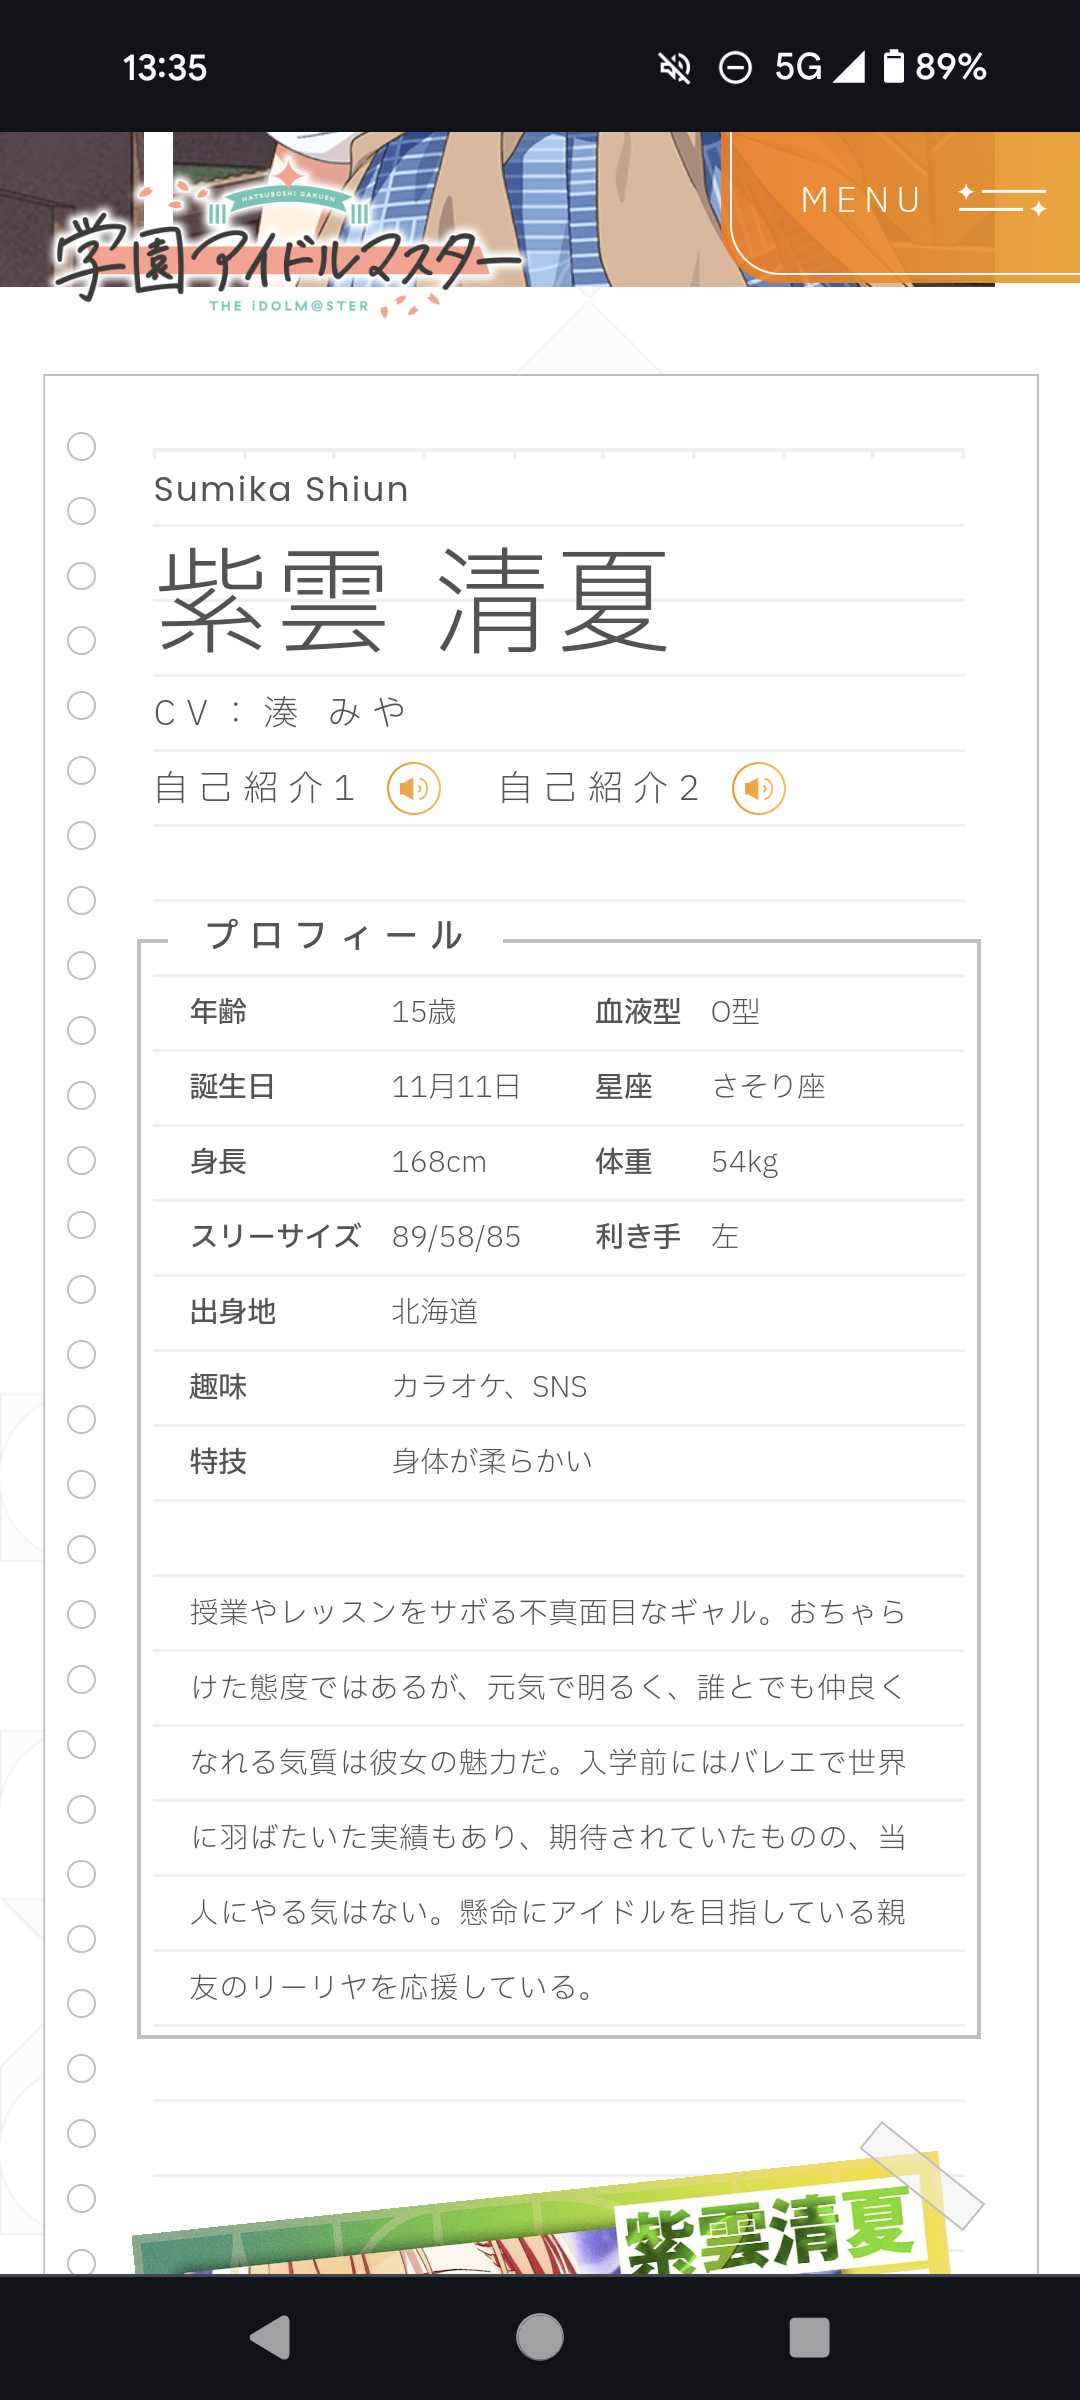 13:35 5G 89%
HATSUBOSHI GAKUEN
学園アイドルマスター
THE iDOLM@STER
MENU
Sumika Shiun
紫雲 清夏
CV：湊 みや
自己紹介1 自己紹介2
プロフィール
年齢 15歳 血液型 O型
誕生日 11月11日 星座 さそり座
身長 168cm 体重 54kg
スリーサイズ 89/58/85 利き手 左
出身地 北海道
趣味 カラオケ、SNS
特技 身体が柔らかい
授業やレッスンをサボる不真面目なギャル。おちゃら
けた態度ではあるが、元気で明るく、誰とでも仲良く
なれる気質は彼女の魅力だ。入学前にはバレエで世界
に羽ばたいた実績もあり、期待されていたものの、当
人にやる気はない。懸命にアイドルを目指している親
友のリーリヤを応援している。
紫雲清夏